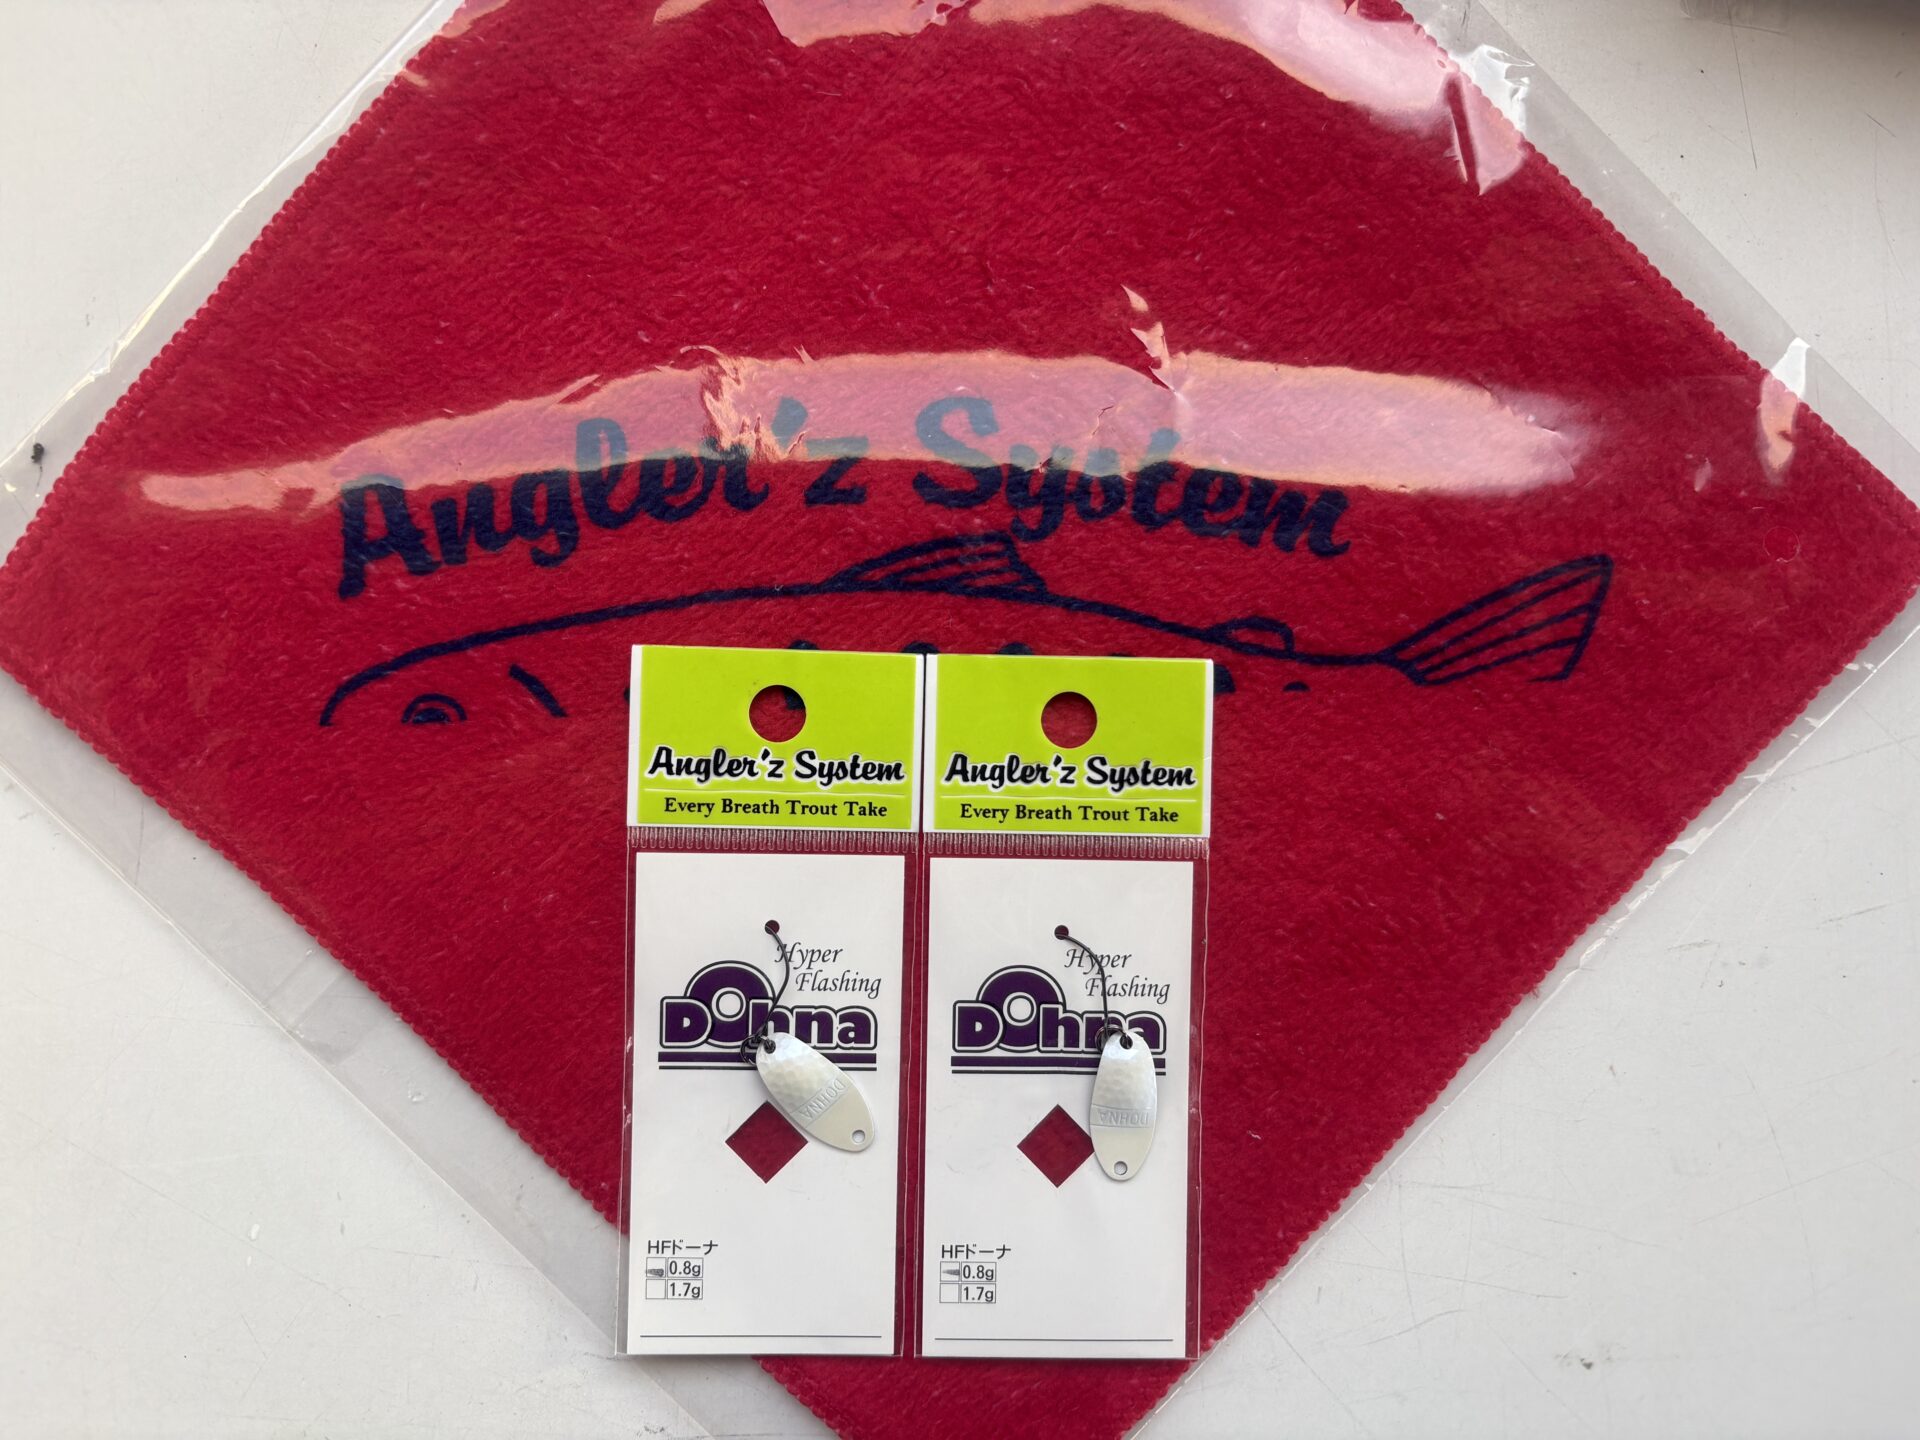 Angler'z System
Angler'z System
Every Breath Trout Take
Hyper
Flashing
Dohna
DOHNA
HFドーナ
0.8g
1.7g
Angler'z System
Every Breath Trout Take
Hyper
Flashing
Dohna
DOHNA
HFドーナ
0.8g
1.7g